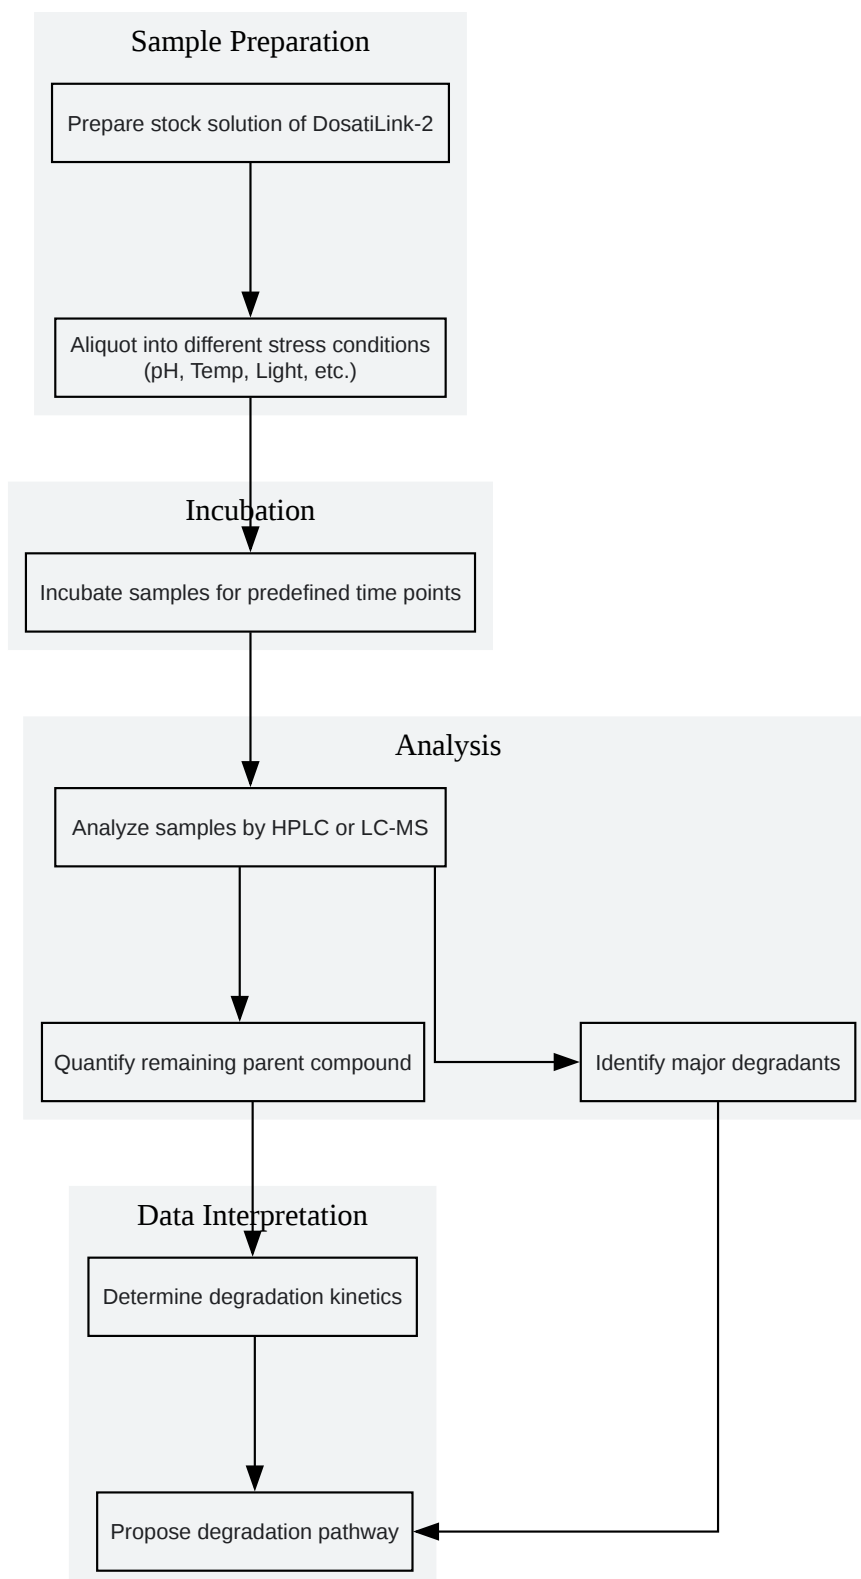 Sample Preparation
Prepare stock solution of DosatiLink-2
Aliquot into different stress conditions
(pH, Temp, Light, etc.)
Incubation
Incubate samples for predefined time points
Analysis
Analyze samples by HPLC or LC-MS
Quantify remaining parent compound
Identify major degradants
Data Interpretation
Determine degradation kinetics
Propose degradation pathway